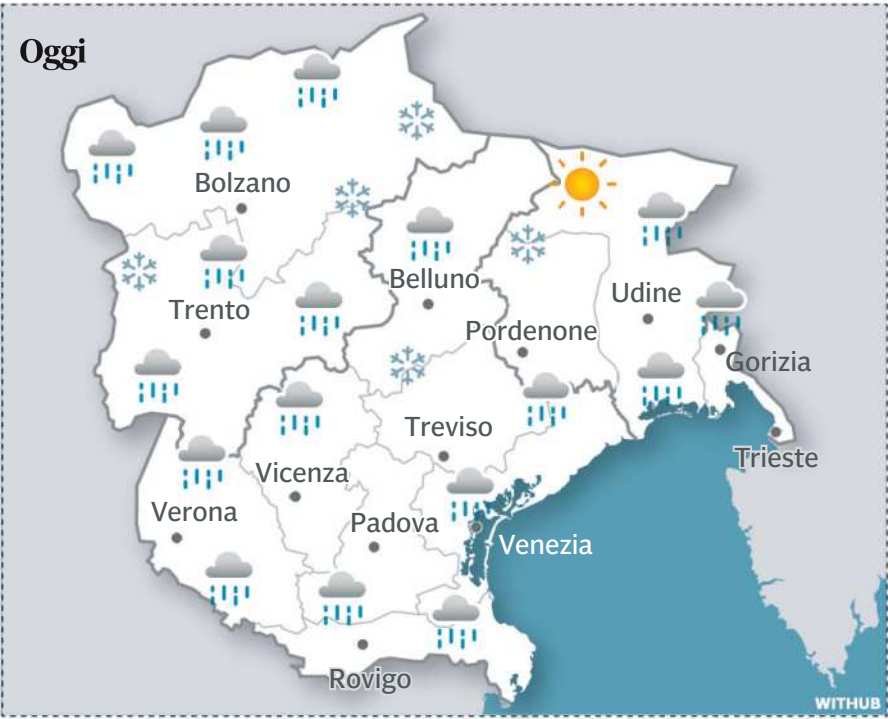 Oggi
Bolzano
Trento
Belluno
Udine
Pordenone
Gorizia
Treviso
Trieste
Vicenza
Verona
Padova
Venezia
Rovigo
WITHUB